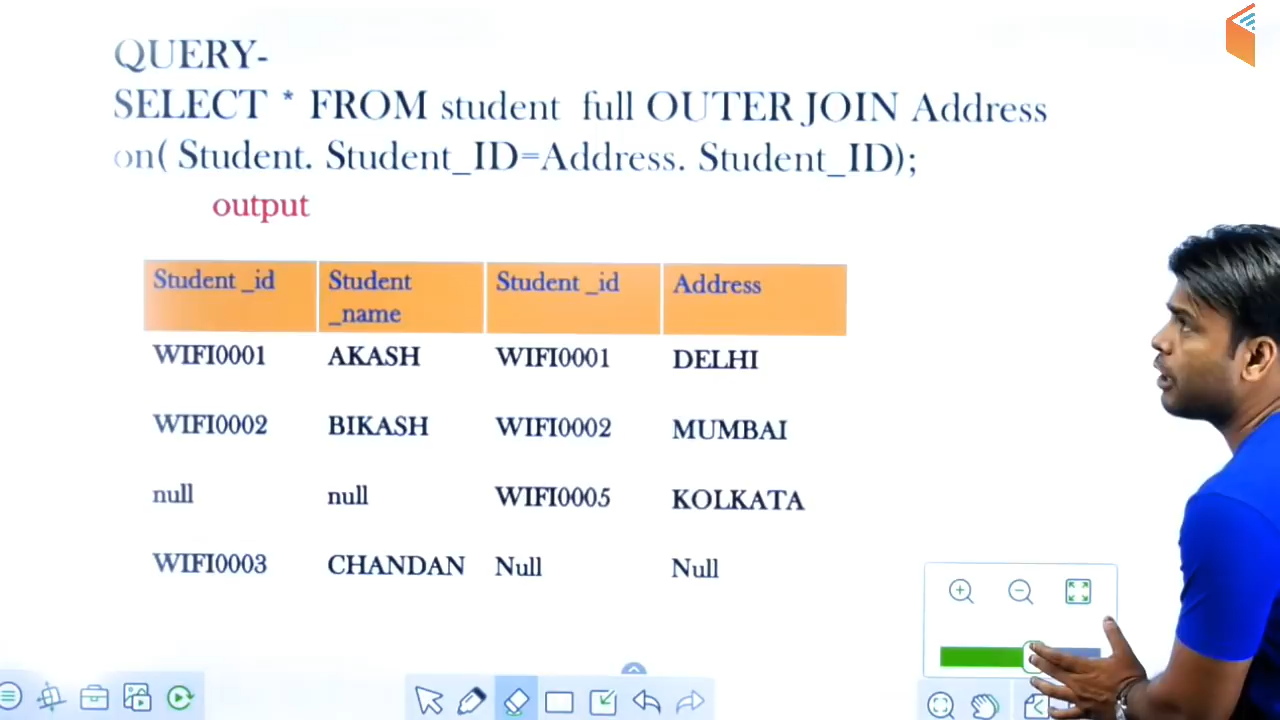 QUERY-
SELECT * FROM student full OUTER JOIN Address
on( Student. Student_ID=Address. Student_ID);
output
Student _id Student _name Student _id Address
WIFI0001 AKASH WIFI0001 DELHI
WIFI0002 BIKASH WIFI0002 MUMBAI
null null WIFI0005 KOLKATA
WIFI0003 CHANDAN Null Null